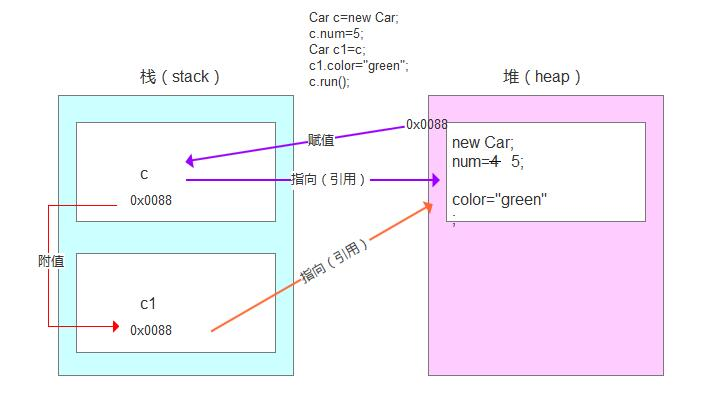 Car c=new Car;
c.num=5;
Car c1=c;
c1.color="green";
c.run();
栈（stack）
堆（heap）
0x0088
赋值
new Car;
num=4 5;
c
指向（引用）
0x0088
color="green"
;
附值
指向（引用）
c1
0x0088